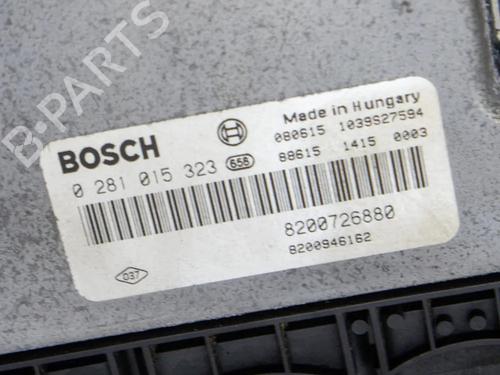 B-PARTS
Made in Hungary
BOSCH
080615 1039S27594
0 281 015 323 656
88615 1415 0003
8200726880
8200946162
037